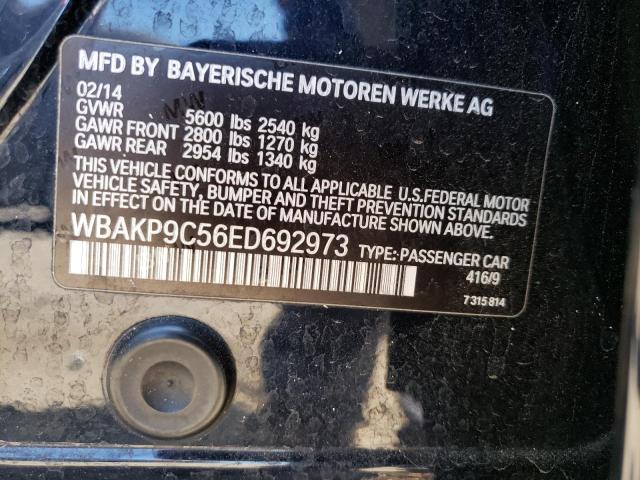 MFD BY BAYERISCHE MOTOREN WERKE AG
02/14
GVWR 5600 lbs 2540 kg
GAWR FRONT 2800 lbs 1270 kg
GAWR REAR 2954 lbs 1340 kg
THIS VEHICLE CONFORMS TO ALL APPLICABLE U.S.FEDERAL MOTOR
VEHICLE SAFETY, BUMPER AND THEFT PREVENTION STANDARDS
IN EFFECT ON THE DATE OF MANUFACTURE SHOWN ABOVE.
WBAKP9C56ED692973 TYPE: PASSENGER CAR
416/9
7 315 814